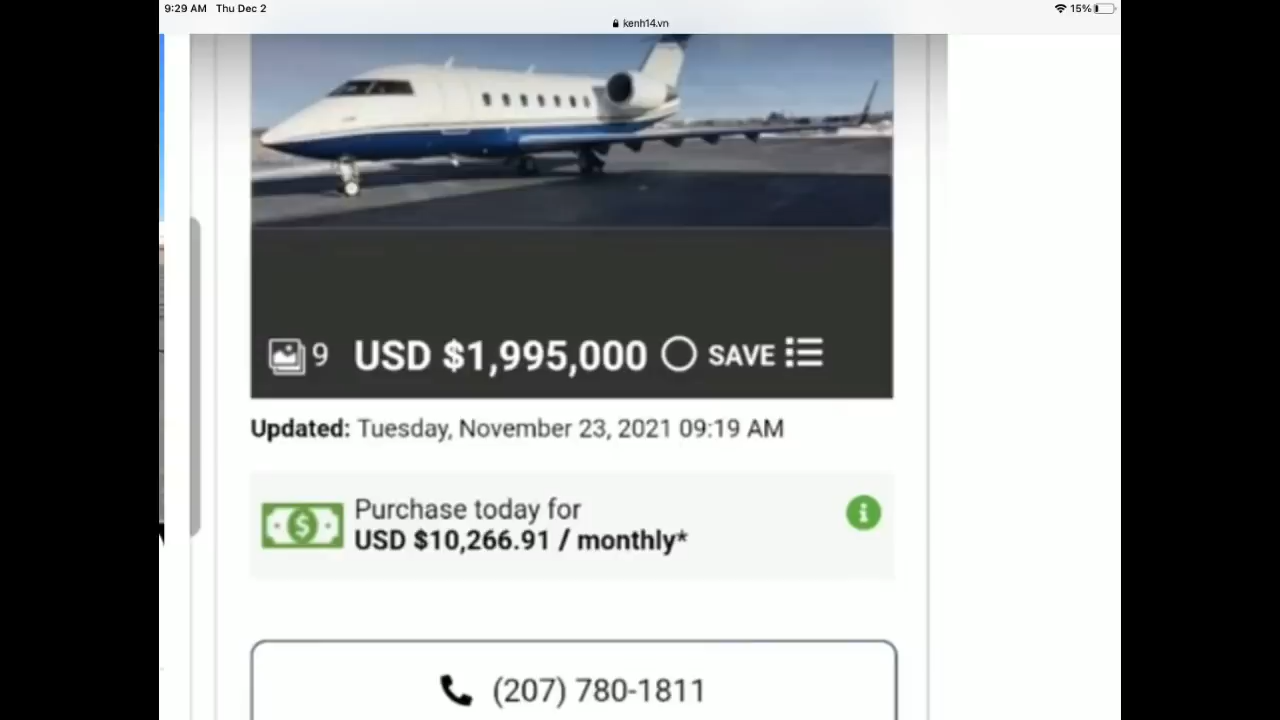 9:29 AM Thu Dec 2
15%
kenh14.vn
9 USD $1,995,000 SAVE
Updated: Tuesday, November 23, 2021 09:19 AM
Purchase today for
USD $10,266.91 / monthly*
(207) 780-1811